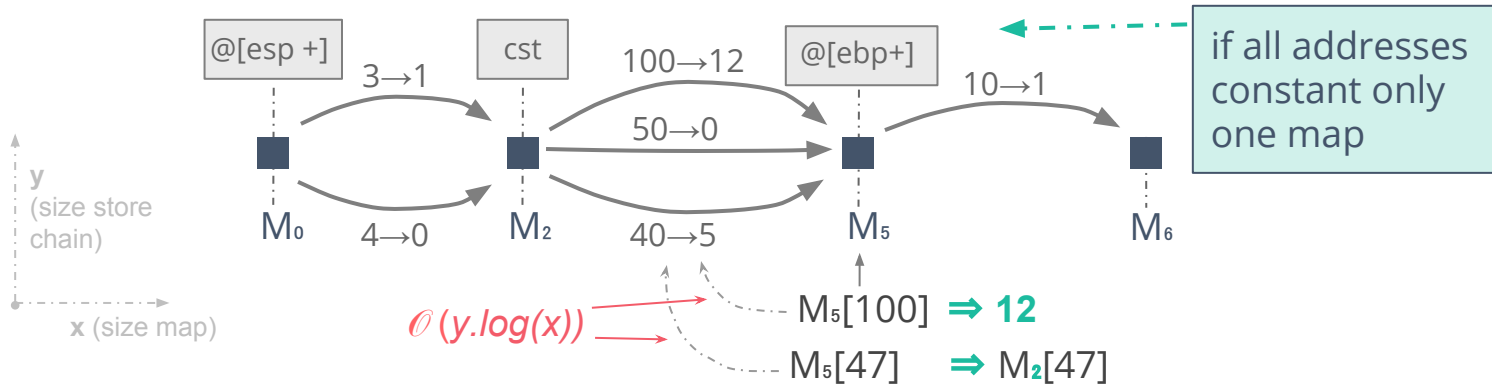 @[esp +]
cst
@[ebp+]
if all addresses
constant only
one map
3→1
100→12
10→1
50→0
y
(size store
chain)
M₀
M₂
M₅
M₆
4→0
40→5
x (size map)
𝒪 (y.log(x))
M₅[100] ⇒ 12
M₅[47] ⇒ M₂[47]